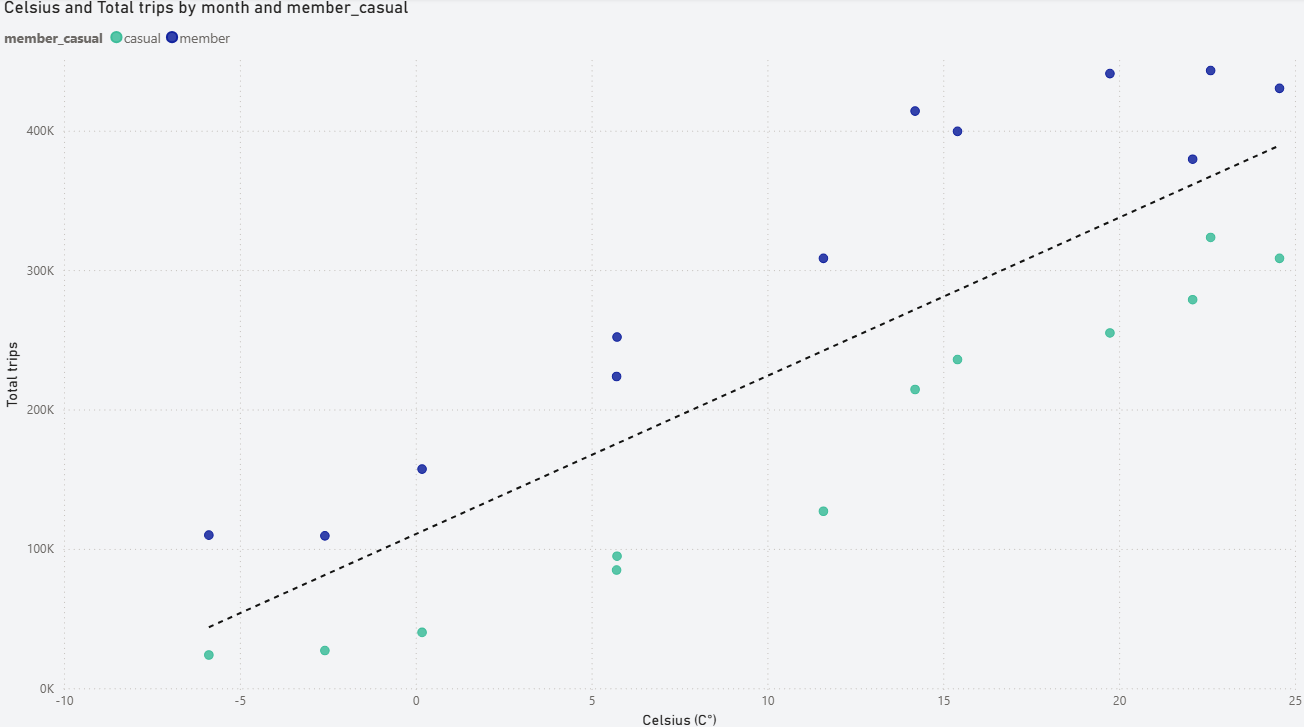 Celsius and Total trips by month and member_casual
member_casual casual member
400K
300K
200K
100K
0K
Total trips
-10 -5 0 5 10 15 20 25
Celsius (C°)